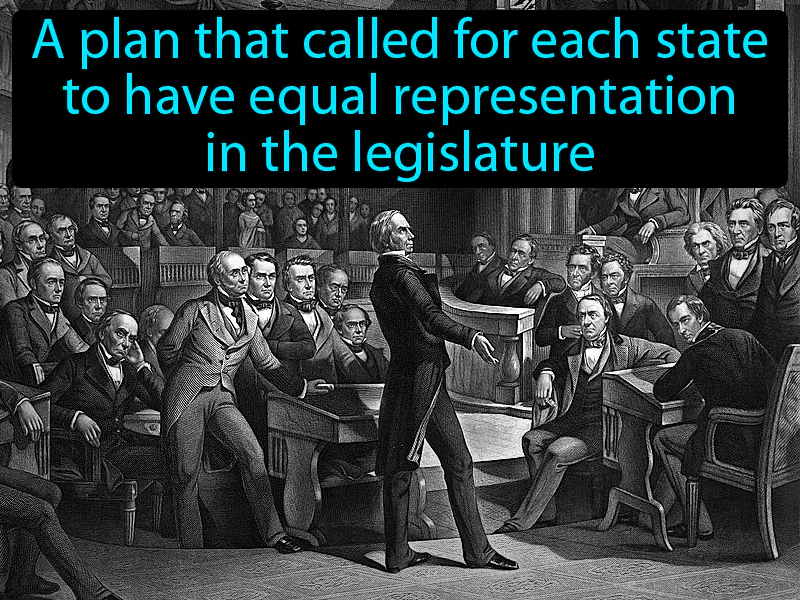 A plan that called for each state
to have equal representation
in the legislature